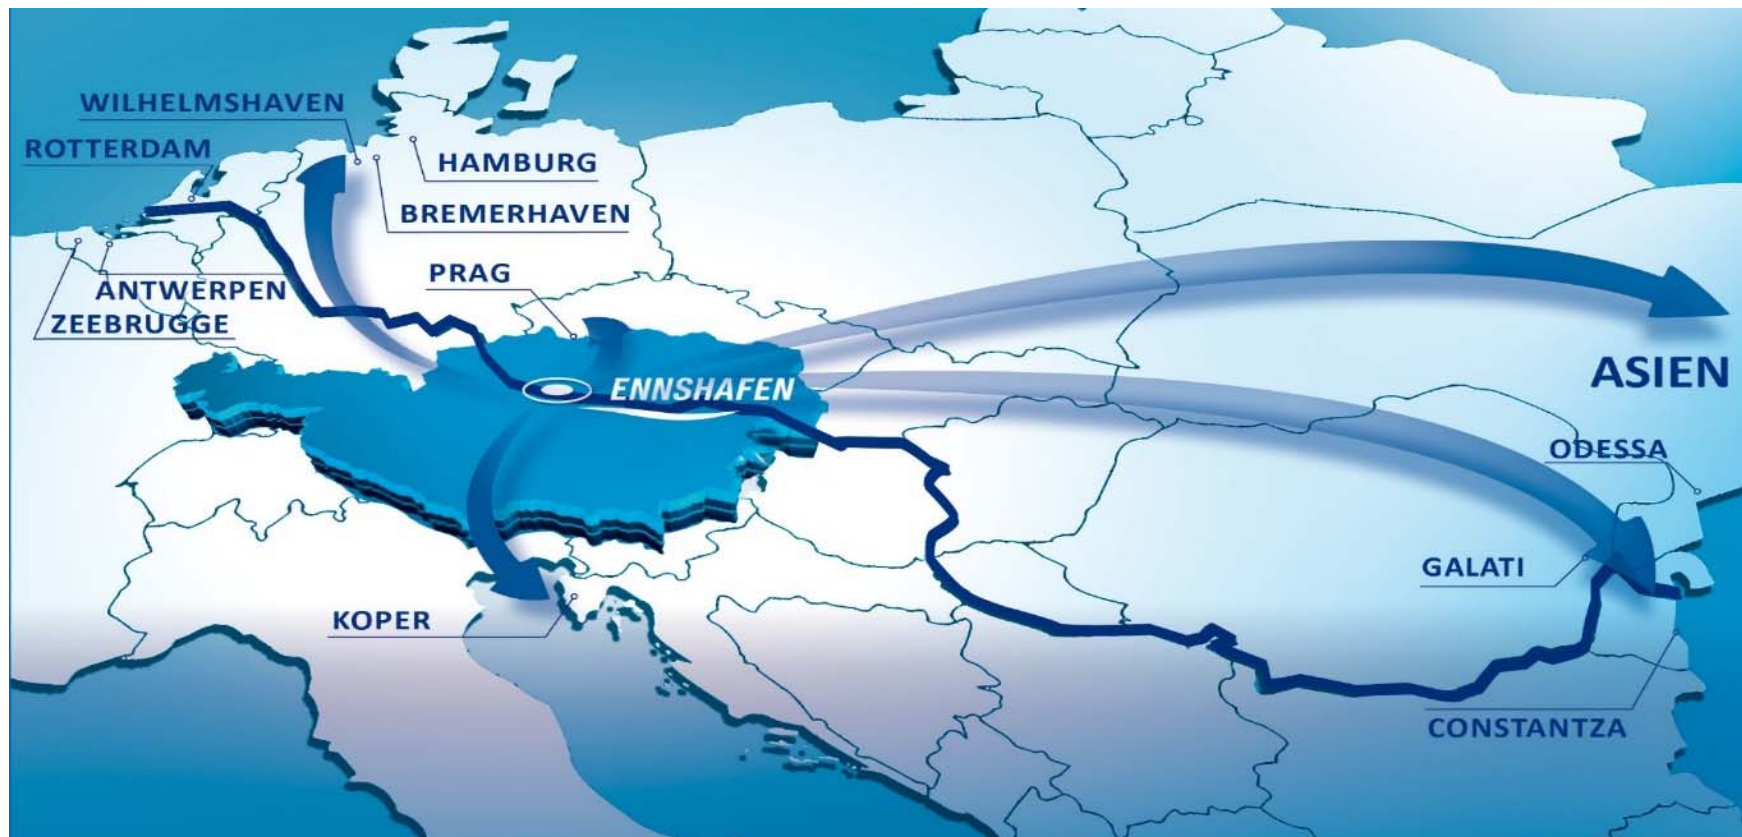 WILHELMSHAVEN
ROTTERDAM
HAMBURG
BREMERHAVEN
PRAG
ANTWERPEN
ZEEBRUGGE
ENNSHAFEN
ASIEN
ODESSA
GALATI
KOPER
CONSTANTZA